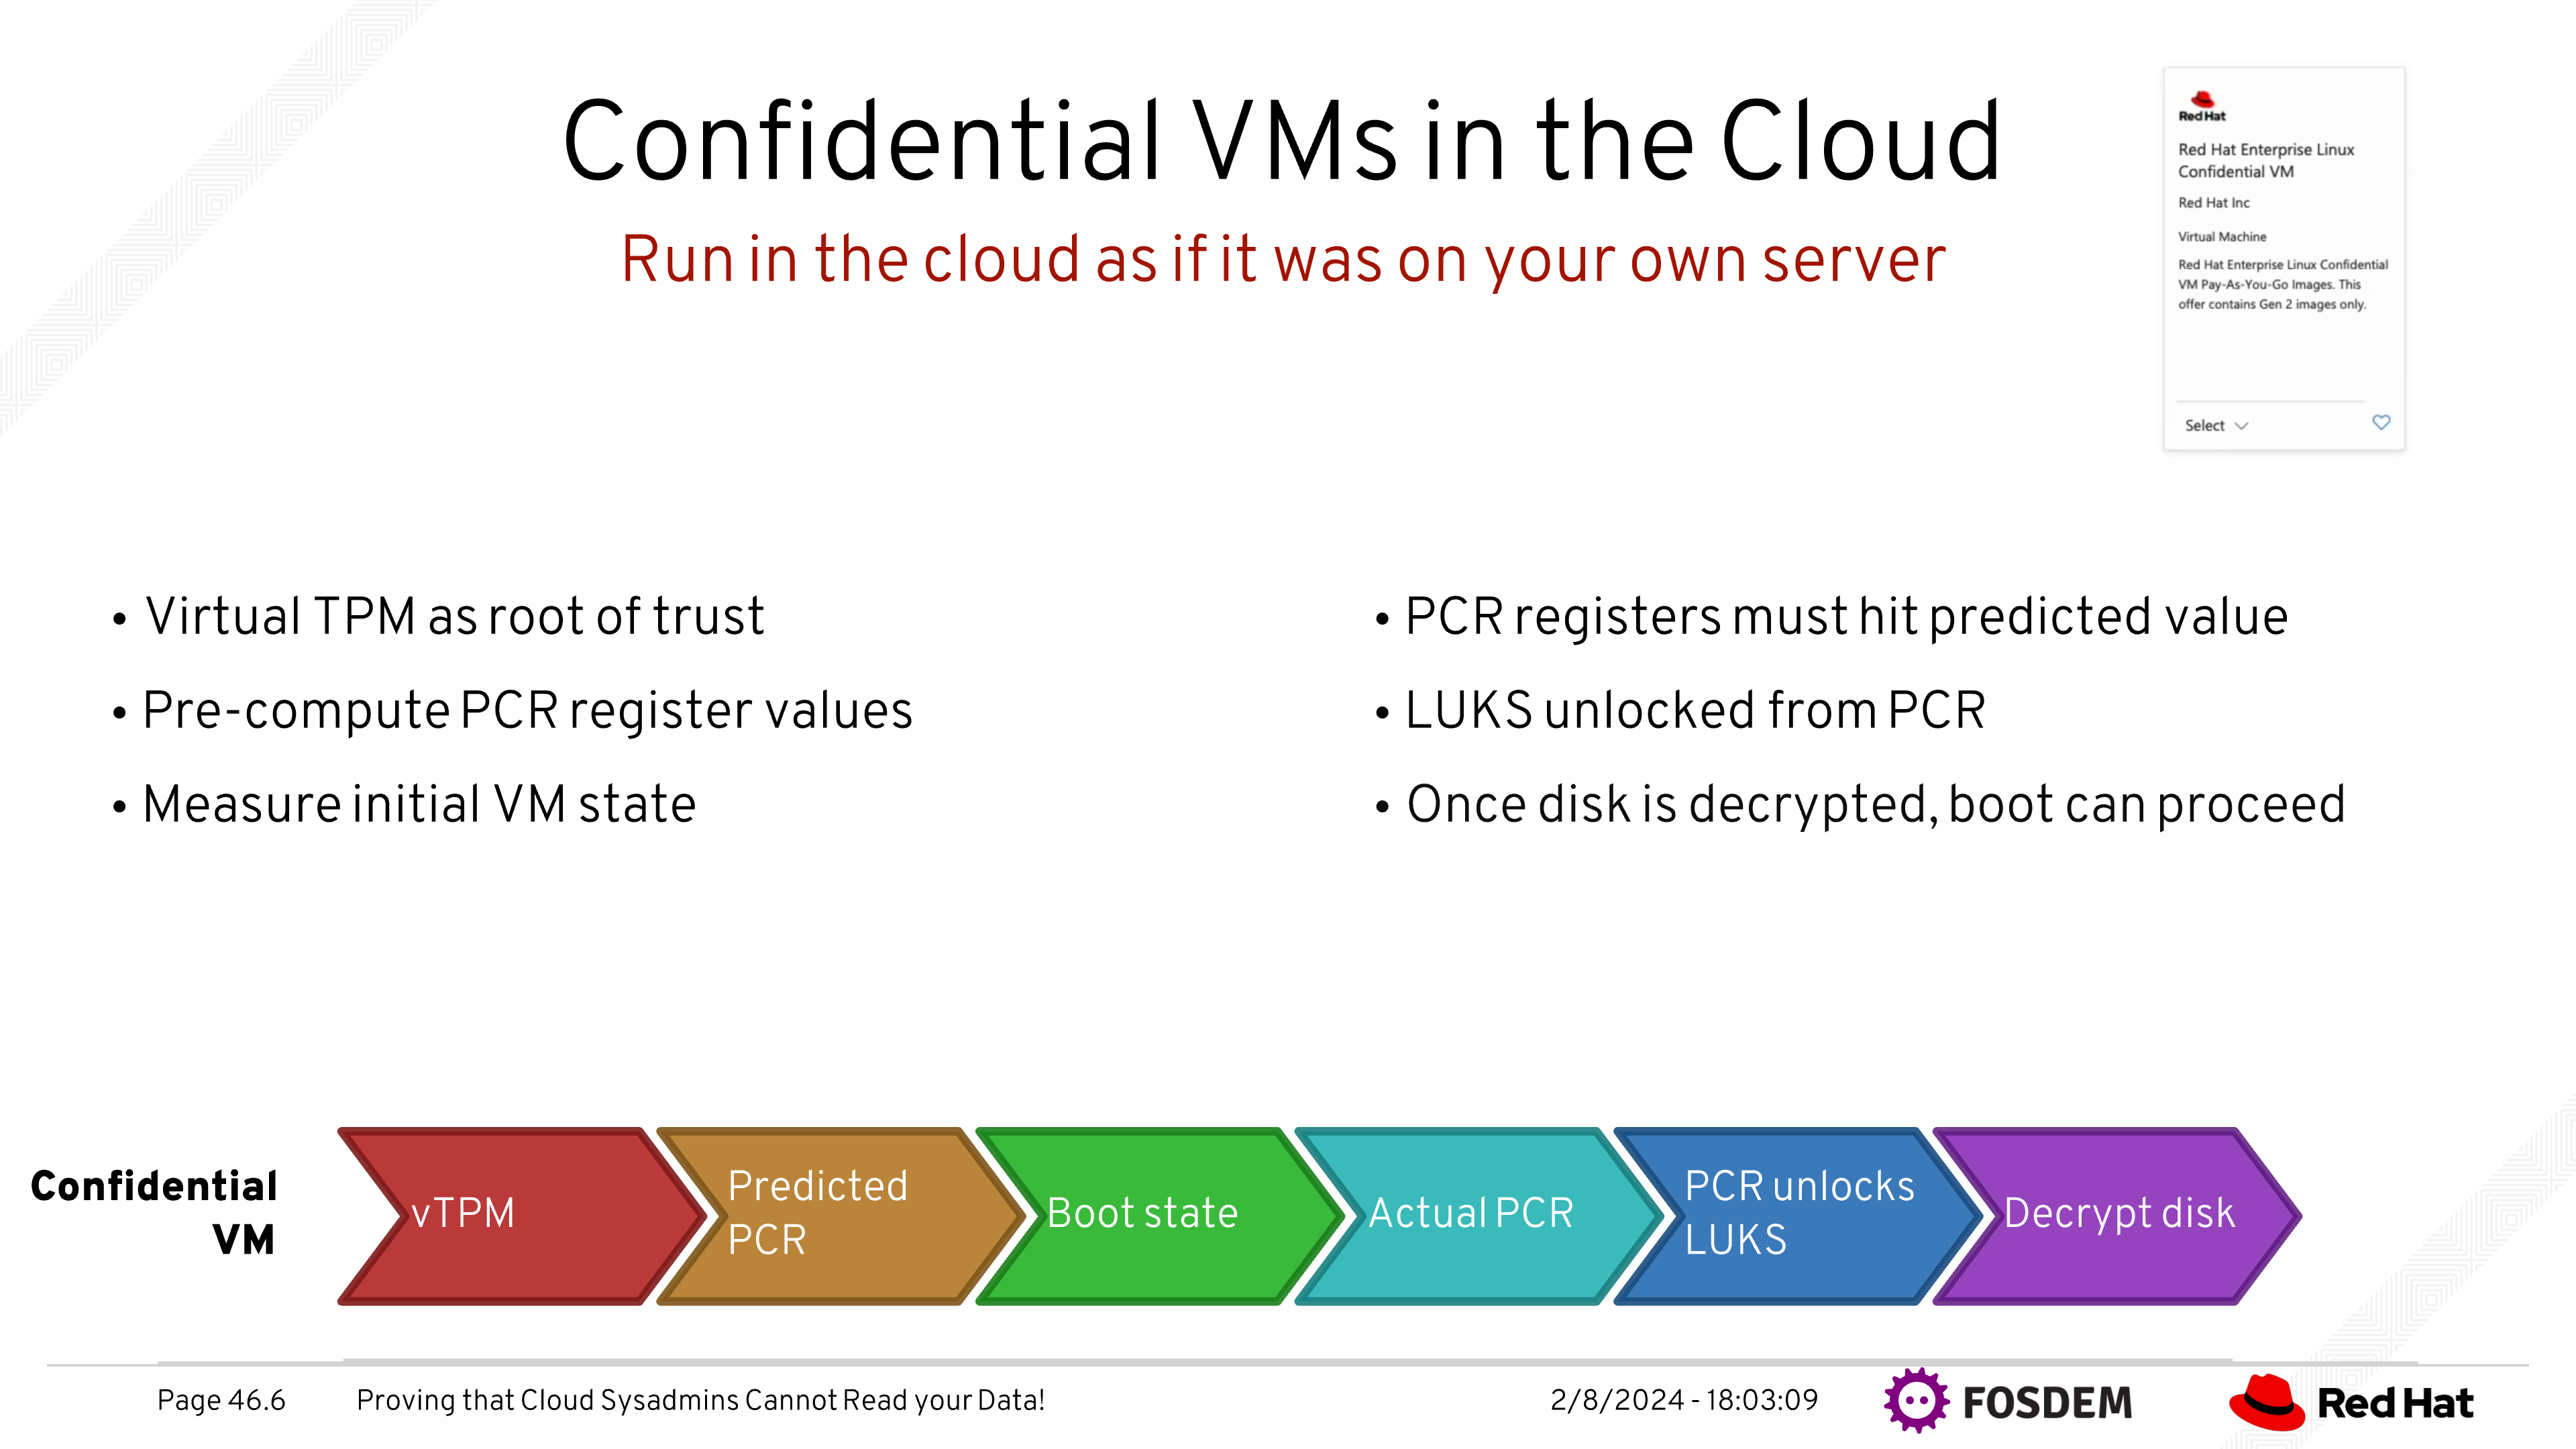 Confidential VMs in the Cloud
Run in the cloud as if it was on your own server
Red Hat
Red Hat Enterprise Linux
Confidential VM
Red Hat Inc
Virtual Machine
Red Hat Enterprise Linux Confidential
VM Pay-As-You-Go Images. This
offer contains Gen 2 images only.
Select
• Virtual TPM as root of trust
• Pre-compute PCR register values
• Measure initial VM state
• PCR registers must hit predicted value
• LUKS unlocked from PCR
• Once disk is decrypted, boot can proceed
Confidential
VM
vTPM
Predicted
PCR
Boot state
Actual PCR
PCR unlocks
LUKS
Decrypt disk
Page 46.6
Proving that Cloud Sysadmins Cannot Read your Data!
2/8/2024 - 18:03:09
FOSDEM
Red Hat